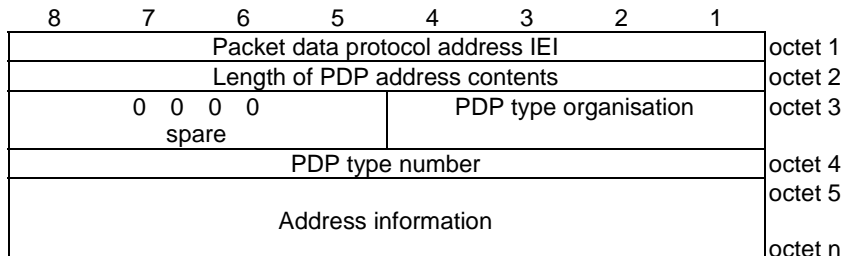 8 7 6 5 4 3 2 1
Packet data protocol address IEI octet 1
Length of PDP address contents octet 2
0 0 0 0 PDP type organisation octet 3
spare
PDP type number octet 4
octet 5
Address information
octet n